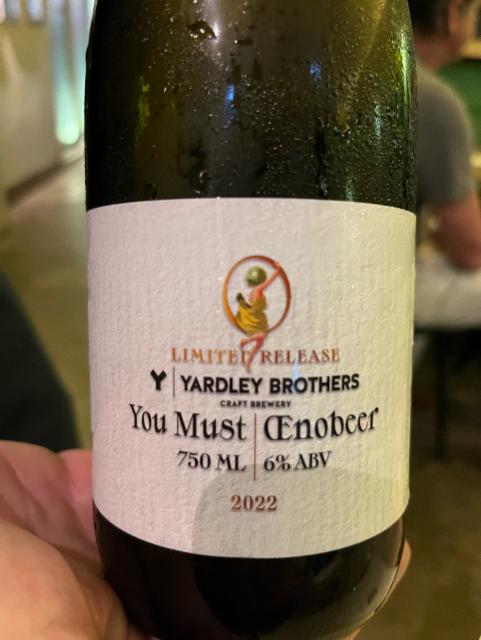 LIMITED RELEASE
Y | YARDLEY BROTHERS
CRAFT BREWERY
You Must | Œnobeer
750 ML | 6% ABV
2022